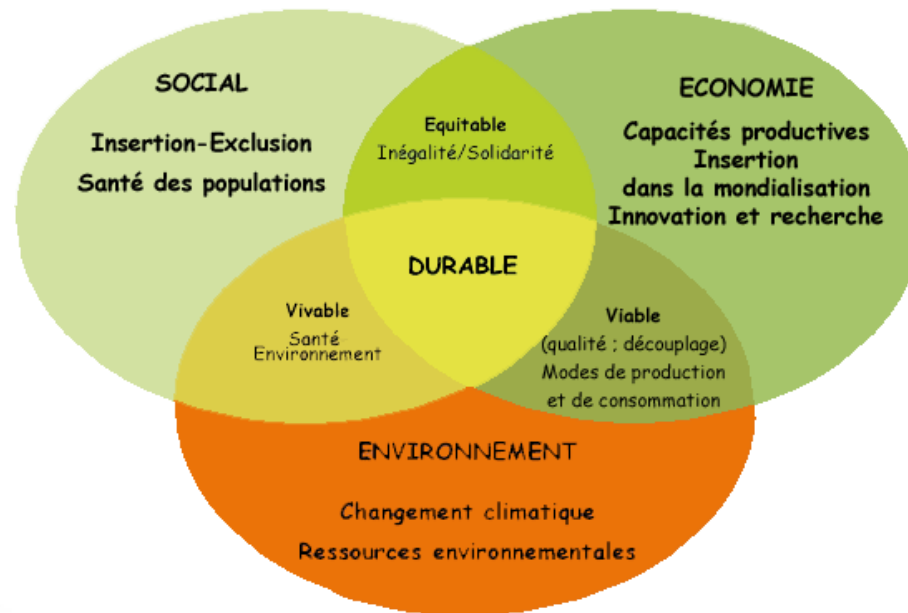 SOCIAL
Insertion-Exclusion
Santé des populations
Equitable
Inégalité/Solidarité
ECONOMIE
Capacités productives
Insertion
dans la mondialisation
Innovation et recherche
DURABLE
Vivable
Santé
Environnement
Viable
(qualité ; découplage)
Modes de production
et de consommation
ENVIRONNEMENT
Changement climatique
Ressources environnementales